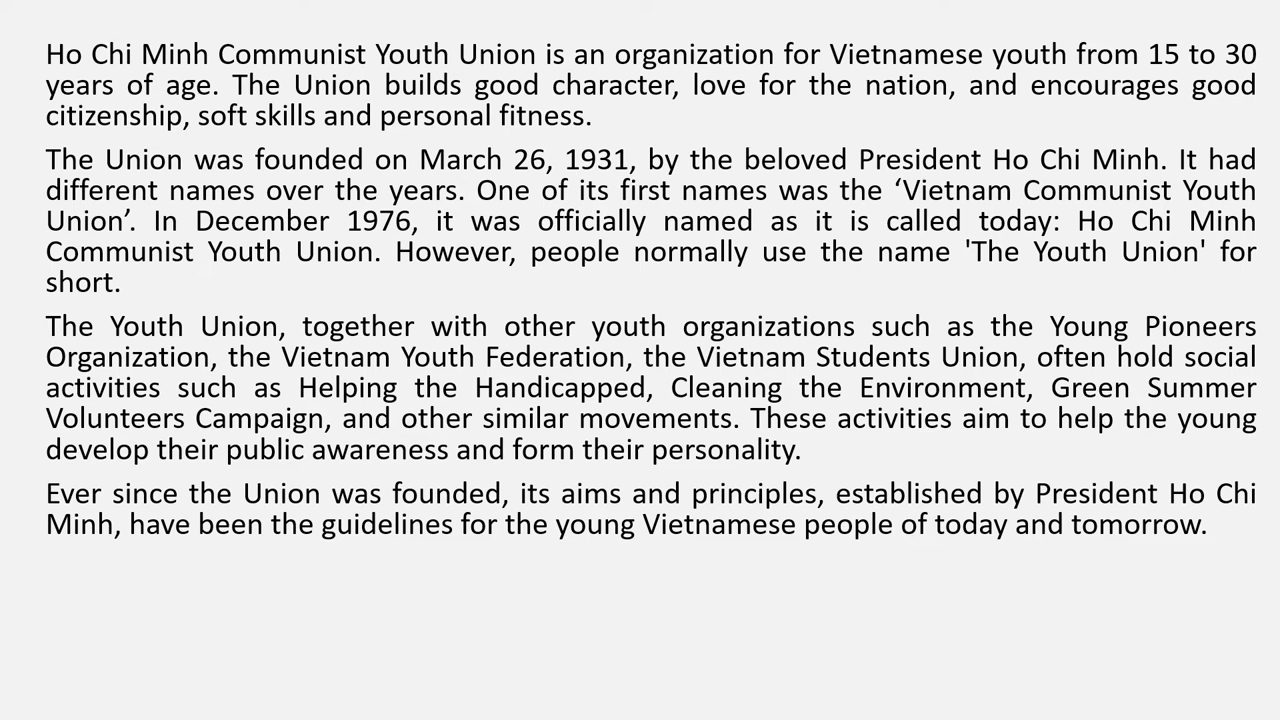 Ho Chi Minh Communist Youth Union is an organization for Vietnamese youth from 15 to 30
years of age. The Union builds good character, love for the nation, and encourages good
citizenship, soft skills and personal fitness.
The Union was founded on March 26, 1931, by the beloved President Ho Chi Minh. It had
different names over the years. One of its first names was the ‘Vietnam Communist Youth
Union’. In December 1976, it was officially named as it is called today: Ho Chi Minh
Communist Youth Union. However, people normally use the name 'The Youth Union' for
short.
The Youth Union, together with other youth organizations such as the Young Pioneers
Organization, the Vietnam Youth Federation, the Vietnam Students Union, often hold social
activities such as Helping the Handicapped, Cleaning the Environment, Green Summer
Volunteers Campaign, and other similar movements. These activities aim to help the young
develop their public awareness and form their personality.
Ever since the Union was founded, its aims and principles, established by President Ho Chi
Minh, have been the guidelines for the young Vietnamese people of today and tomorrow.